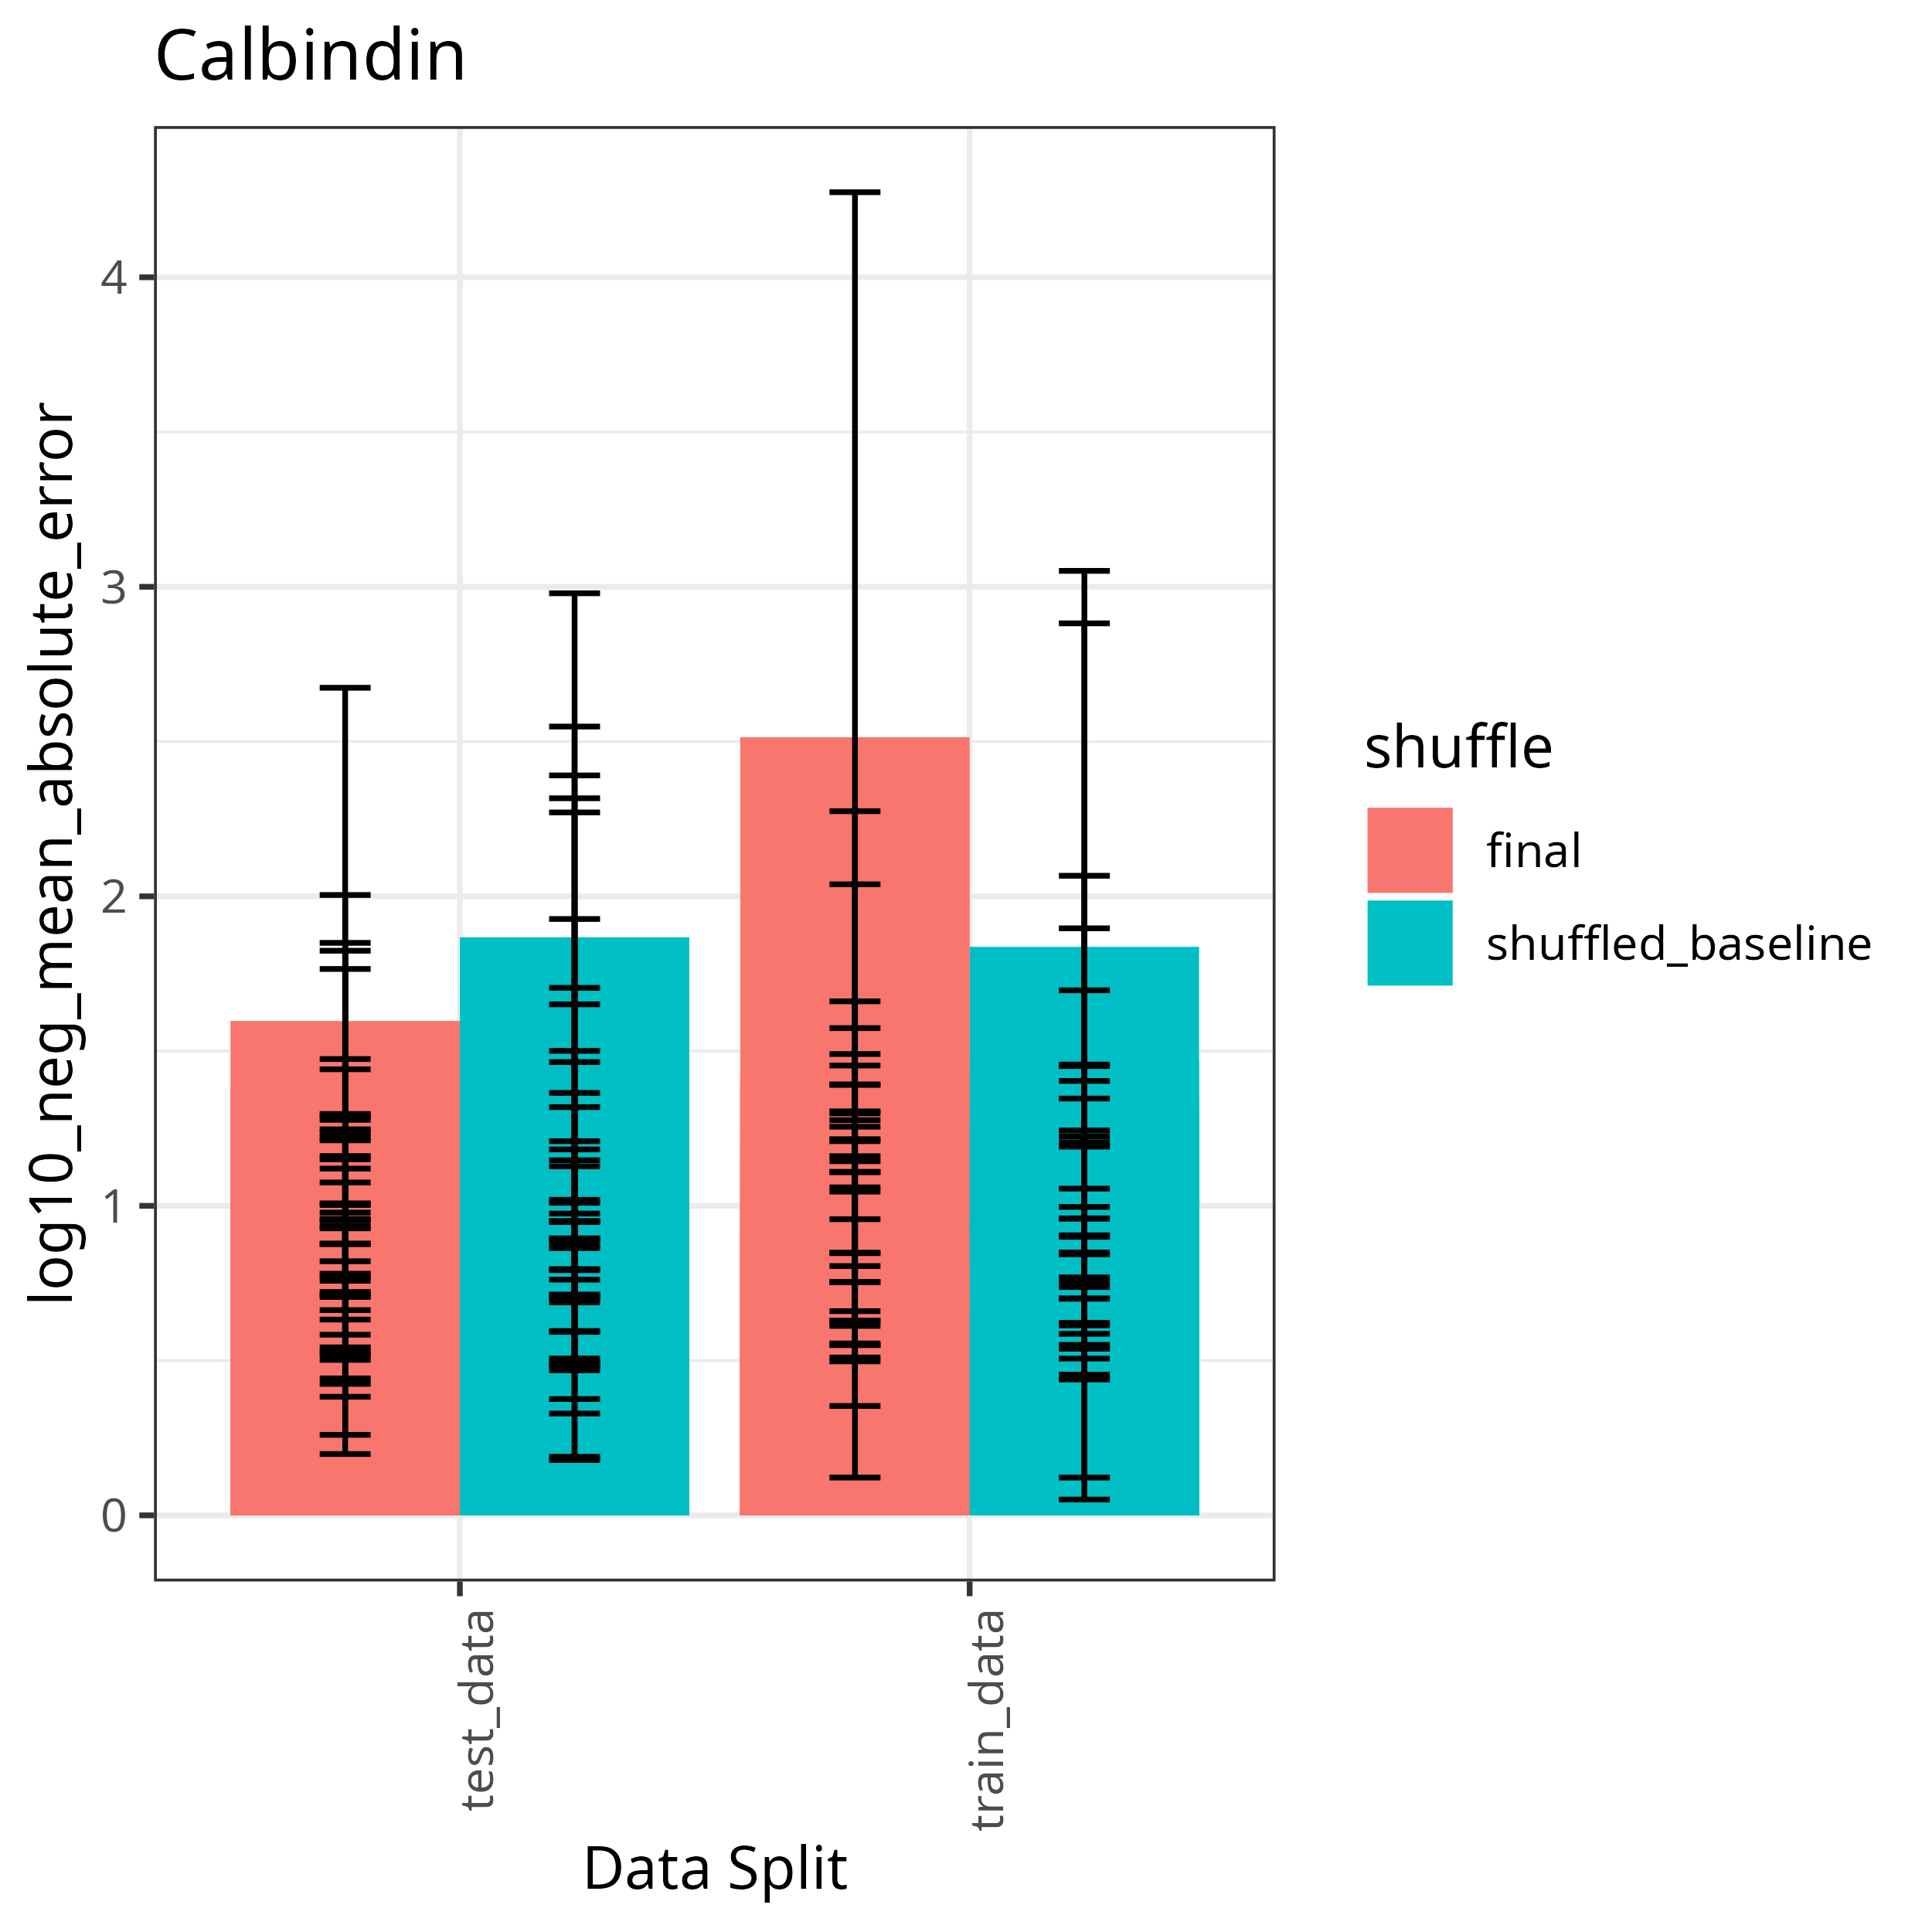 Calbindin
log10_neg_mean_absolute_error
4
3
2
1
0
test_data
train_data
Data Split
shuffle
final
shuffled_baseline